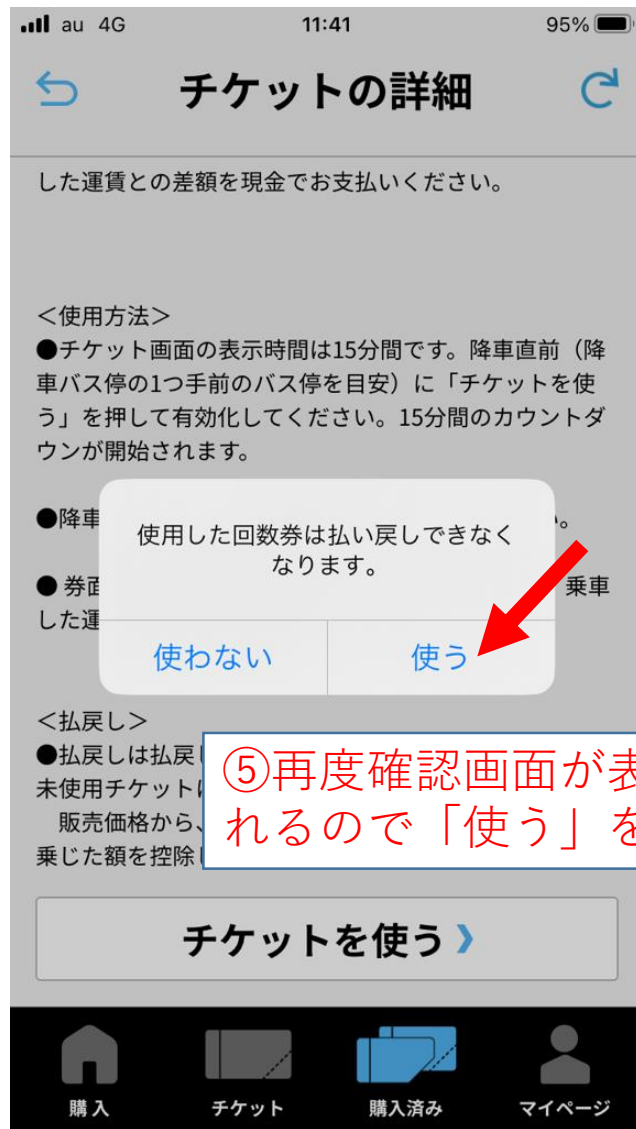 au 4G 11:41 95%
チケットの詳細
した運賃との差額を現金でお支払いください。
＜使用方法＞
●チケット画面の表示時間は15分間です。降車直前（降
車バス停の1つ手前のバス停を目安）に「チケットを使
う」を押して有効化してください。15分間のカウントダ
ウンが開始されます。
●降車
使用した回数券は払い戻しできなく
なります。
● 券面
乗車
した運
使わない 使う
＜払戻し＞
●払戻しは払戻
未使用チケット
販売価格から、
乗じた額を控除
⑤再度確認画面が表
れるので「使う」を
チケットを使う 》
購入 チケット 購入済み マイページ